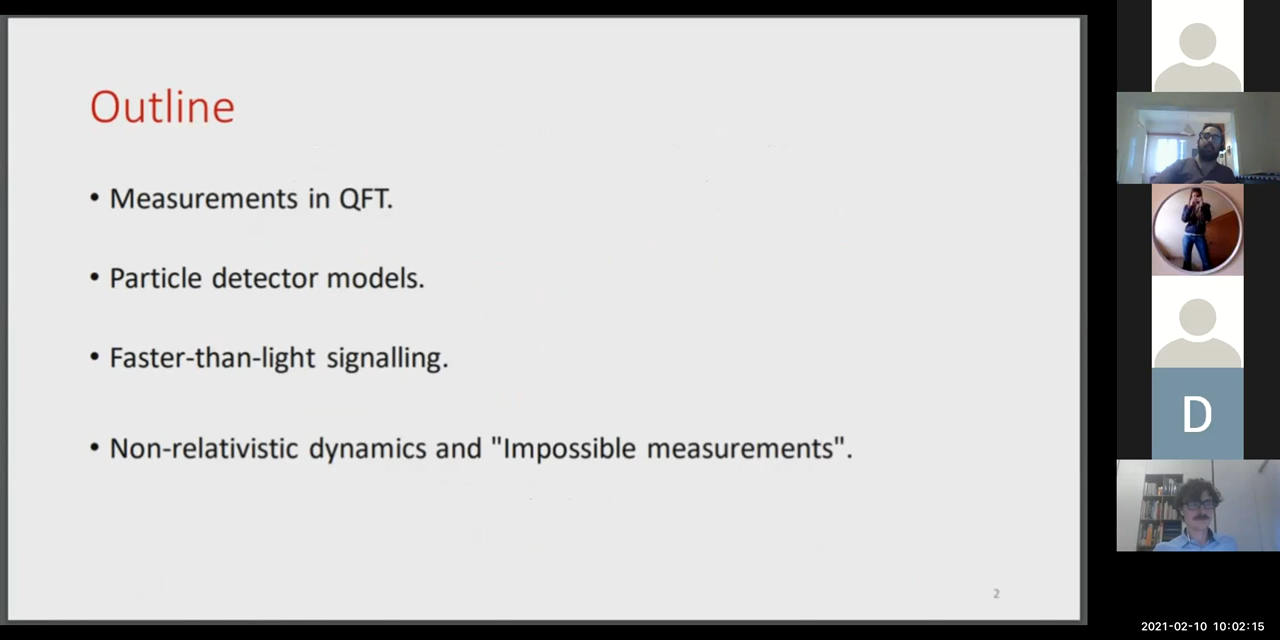 Outline
• Measurements in QFT.
• Particle detector models.
• Faster-than-light signalling.
• Non-relativistic dynamics and "Impossible measurements".
2
D
2021-02-10 10:02:15